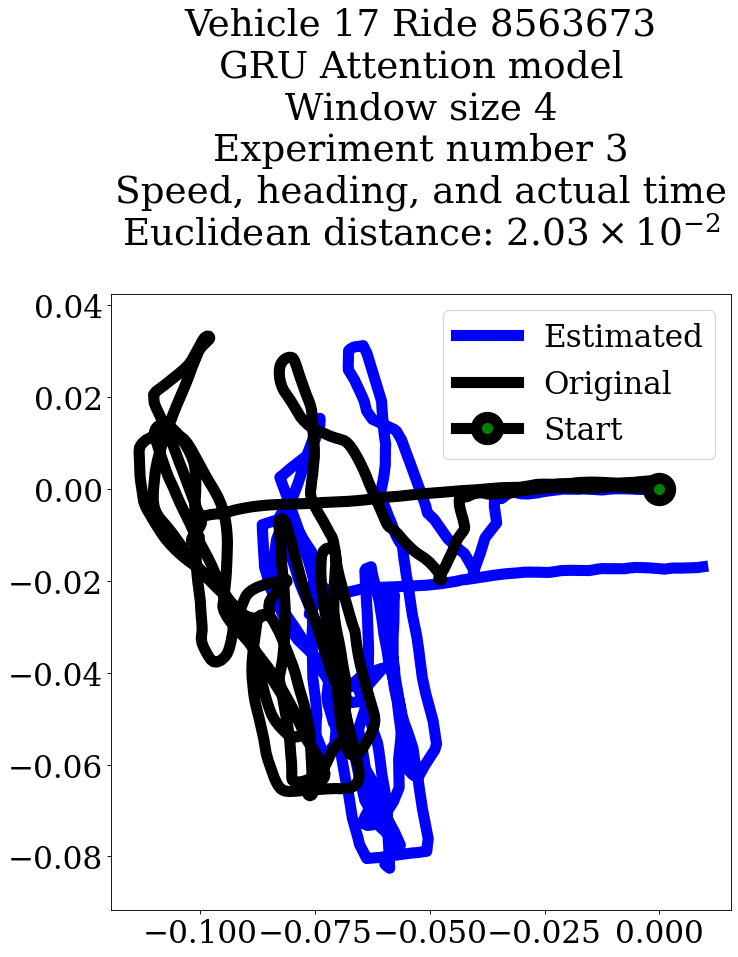 Vehicle 17 Ride 8563673
GRU Attention model
Window size 4
Experiment number 3
Speed, heading, and actual time
Euclidean distance: 2.03 × 10⁻²
0.04
0.02
0.00
−0.02
−0.04
−0.06
−0.08
Estimated
Original
Start
−0.100 −0.075 −0.050 −0.025 0.000